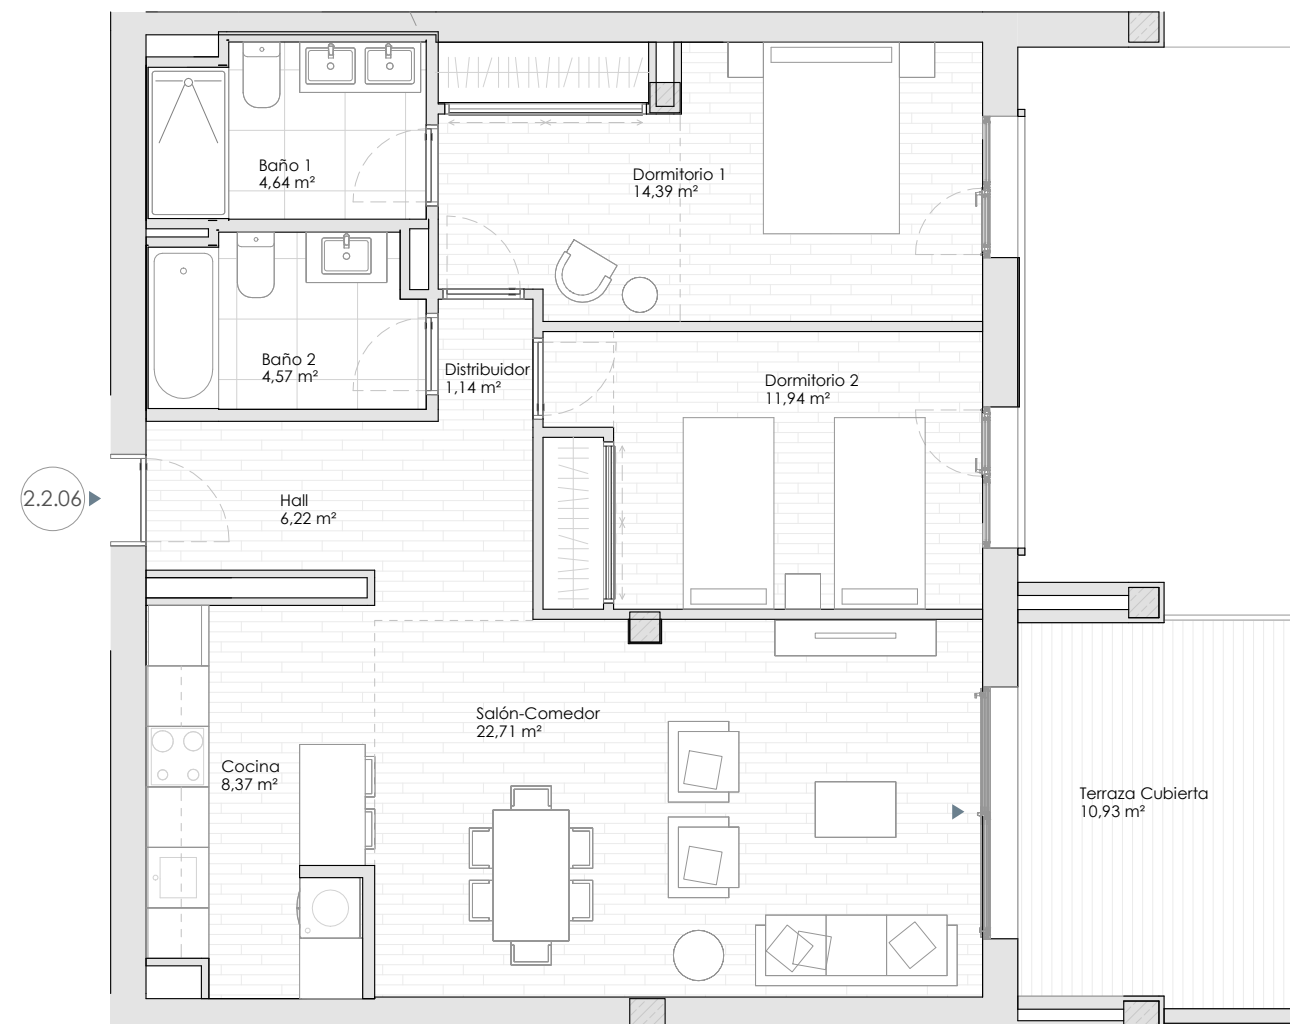 Baño 1
4,64 m²
Dormitorio 1
14,39 m²
Baño 2
4,57 m²
Distribuidor
1,14 m²
Dormitorio 2
11,94 m²
2.2.06
Hall
6,22 m²
Salón-Comedor
22,71 m²
Cocina
8,37 m²
Terraza Cubierta
10,93 m²